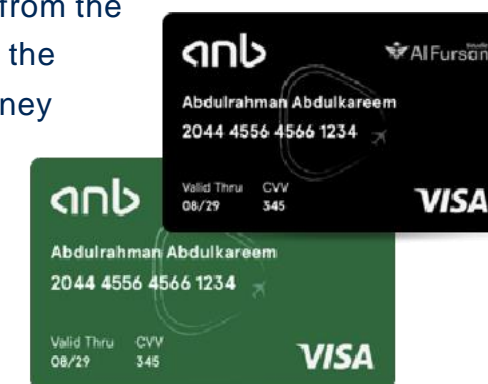 from the
the
ney
anb
AlFursan
Abdulrahman Abdulkareem
2044 4556 4566 1234
Valid Thru CVV
08/29 345
VISA
anb
Abdulrahman Abdulkareem
2044 4556 4566 1234
Valid Thru CVV
08/29 345
VISA